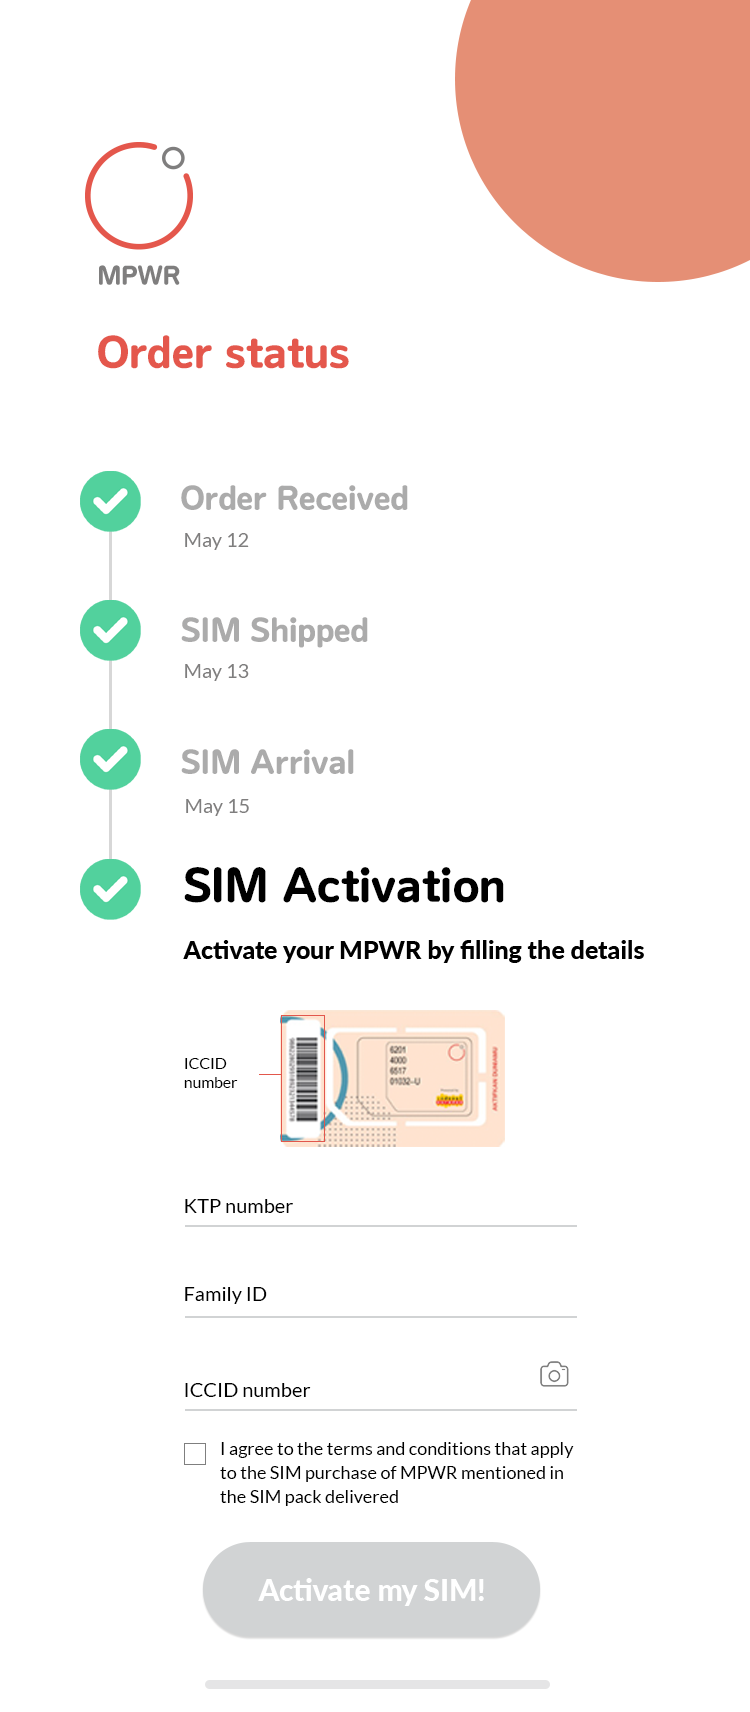 MPWR
Order status
Order Received
May 12
SIM Shipped
May 13
SIM Arrival
May 15
SIM Activation
Activate your MPWR by filling the details
ICCID
number
6201
4000
6517
01032--U
AKTIFKAN DUNIAMU
KTP number
Family ID
ICCID number
I agree to the terms and conditions that apply
to the SIM purchase of MPWR mentioned in
the SIM pack delivered
Activate my SIM!